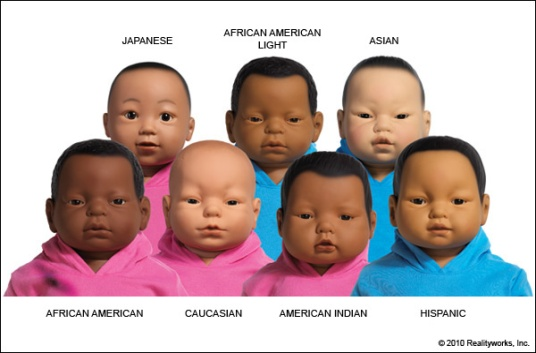 JAPANESE
AFRICAN AMERICAN
LIGHT
ASIAN
AFRICAN AMERICAN
CAUCASIAN
AMERICAN INDIAN
HISPANIC
© 2010 Realityworks, Inc.